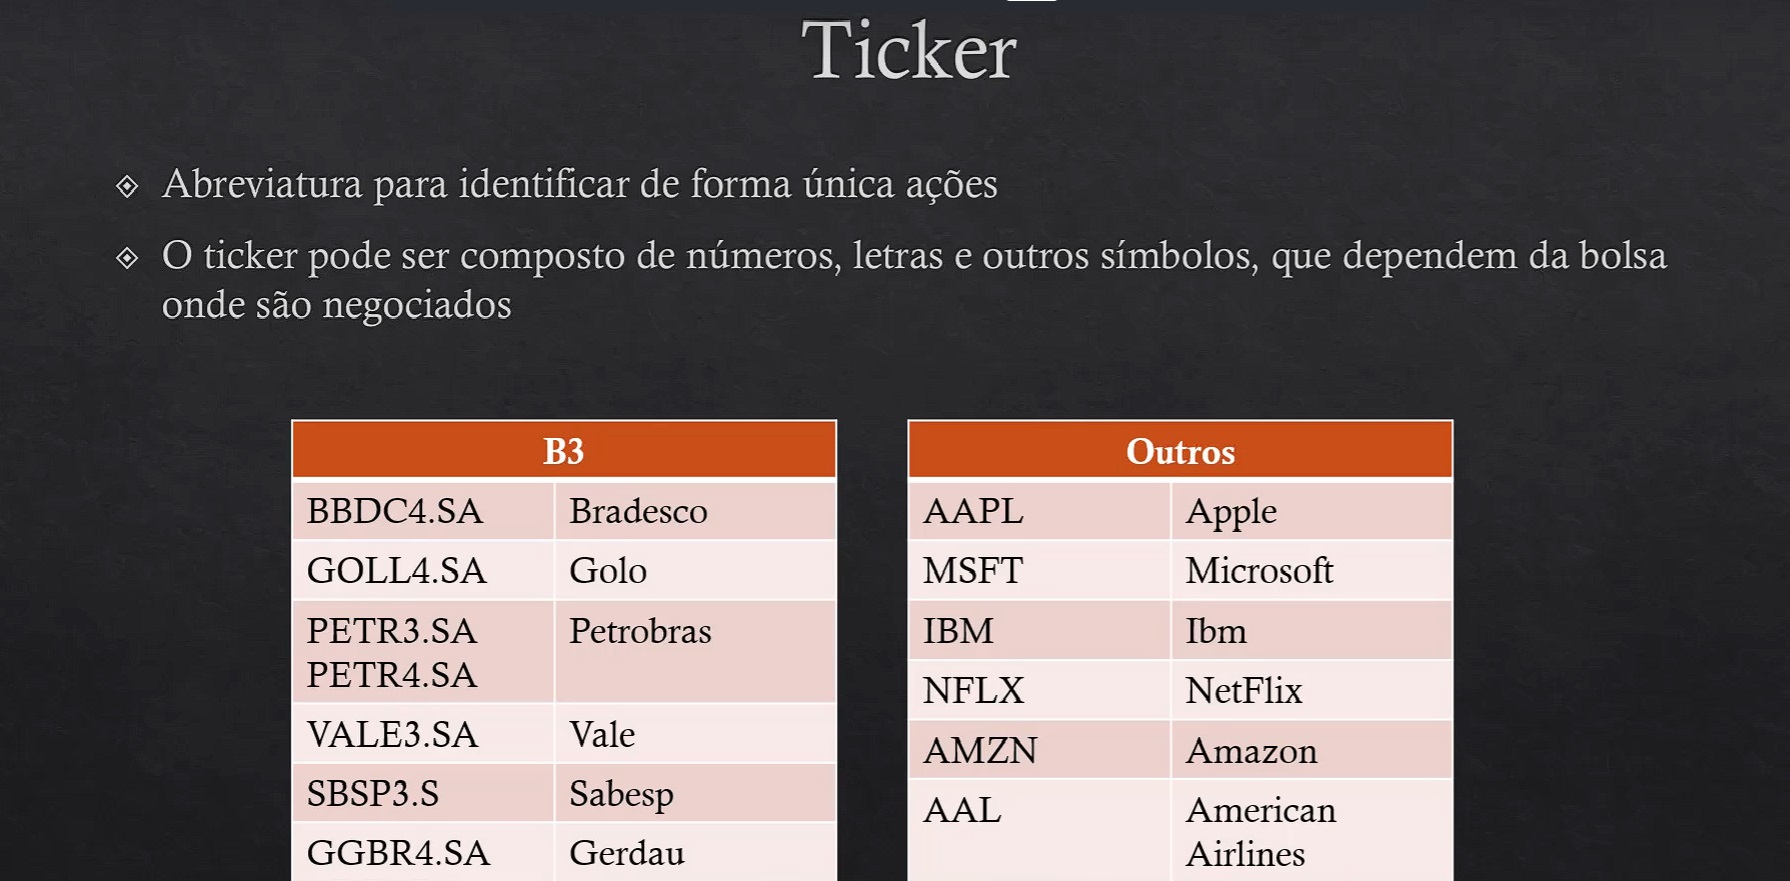 Ticker
Abreviatura para identificar de forma única ações
O ticker pode ser composto de números, letras e outros símbolos, que dependem da bolsa
onde são negociados
B3
BBDC4.SA Bradesco
GOLL4.SA Golo
PETR3.SA Petrobras
PETR4.SA
VALE3.SA Vale
SBSP3.S Sabesp
GGBR4.SA Gerdau
Outros
AAPL Apple
MSFT Microsoft
IBM Ibm
NFLX NetFlix
AMZN Amazon
AAL American
Airlines